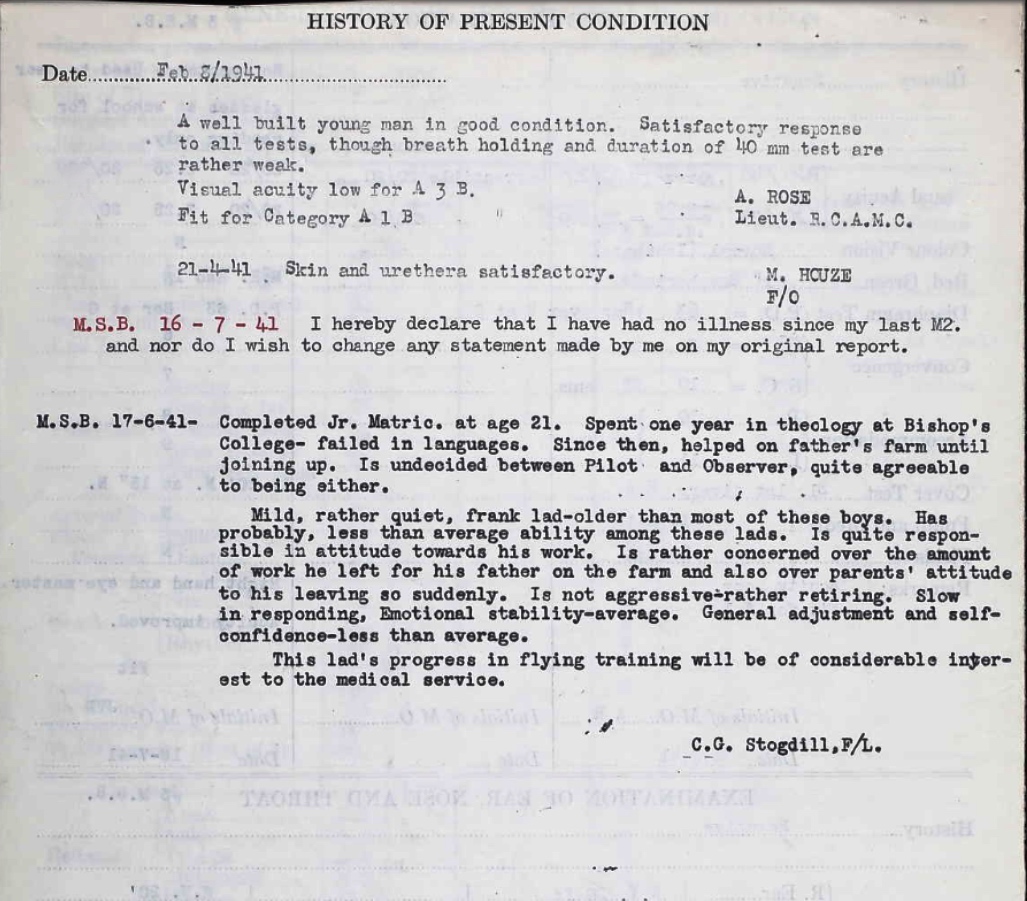 HISTORY OF PRESENT CONDITION
Date Feb 8/1941
A well built young man in good condition. Satisfactory response
to all tests, though breath holding and duration of 40 mm test are
rather weak.
Visual acuity low for A 3 B.
Fit for Category A 1 B
A. ROSE
Lieut. R.C.A.M.C.
21-4-41 Skin and urethera satisfactory.
M. HOUZE
F/O
M.S.B. 16 - 7 - 41 I hereby declare that I have had no illness since my last M2.
and nor do I wish to change any statement made by me on my original report.
M.S.B. 17-6-41- Completed Jr. Matric. at age 21. Spent one year in theology at Bishop's
College- failed in languages. Since then, helped on father's farm until
joining up. Is undecided between Pilot and Observer, quite agreeable
to being either.
Mild, rather quiet, frank lad-older than most of these boys. Has
probably, less than average ability among these lads. Is quite respon-
sible in attitude towards his work. Is rather concerned over the amount
of work he left for his father on the farm and also over parents' attitude
to his leaving so suddenly. Is not aggressive-rather retiring. Slow
in responding, Emotional stability-average. General adjustment and self-
confidence-less than average.
This lad's progress in flying training will be of considerable inter-
est to the medical service.
C.G. Stogdill,F/L.